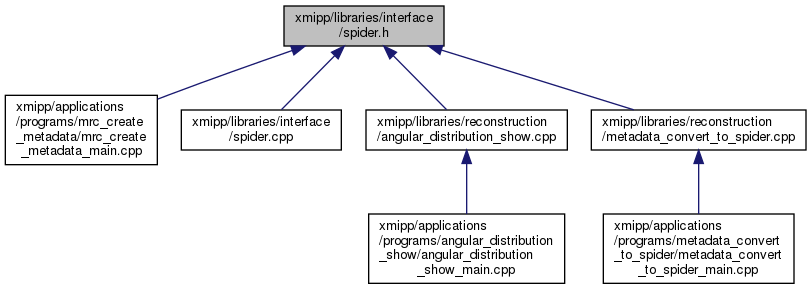 xmipp/libraries/interface
/spider.h
xmipp/applications
/programs/mrc_create
_metadata/mrc_create
_metadata_main.cpp
xmipp/libraries/interface
/spider.cpp
xmipp/libraries/reconstruction
/angular_distribution_show.cpp
xmipp/libraries/reconstruction
/metadata_convert_to_spider.cpp
xmipp/applications
/programs/angular_distribution
_show/angular_distribution
_show_main.cpp
xmipp/applications
/programs/metadata_convert
_to_spider/metadata_convert
_to_spider_main.cpp